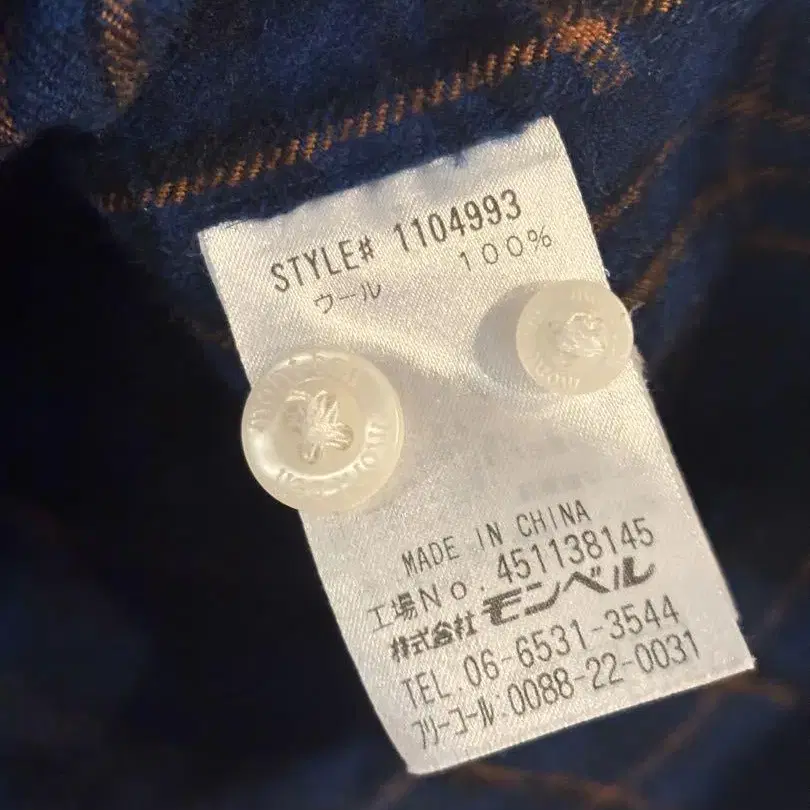 STYLE# 1104993
ウール 100%
MADE IN CHINA
工場No. 451138145
株式会社 モンベル
TEL.06-6531-3544
ﾌﾘｰｺｰﾙ:0088-22-0031